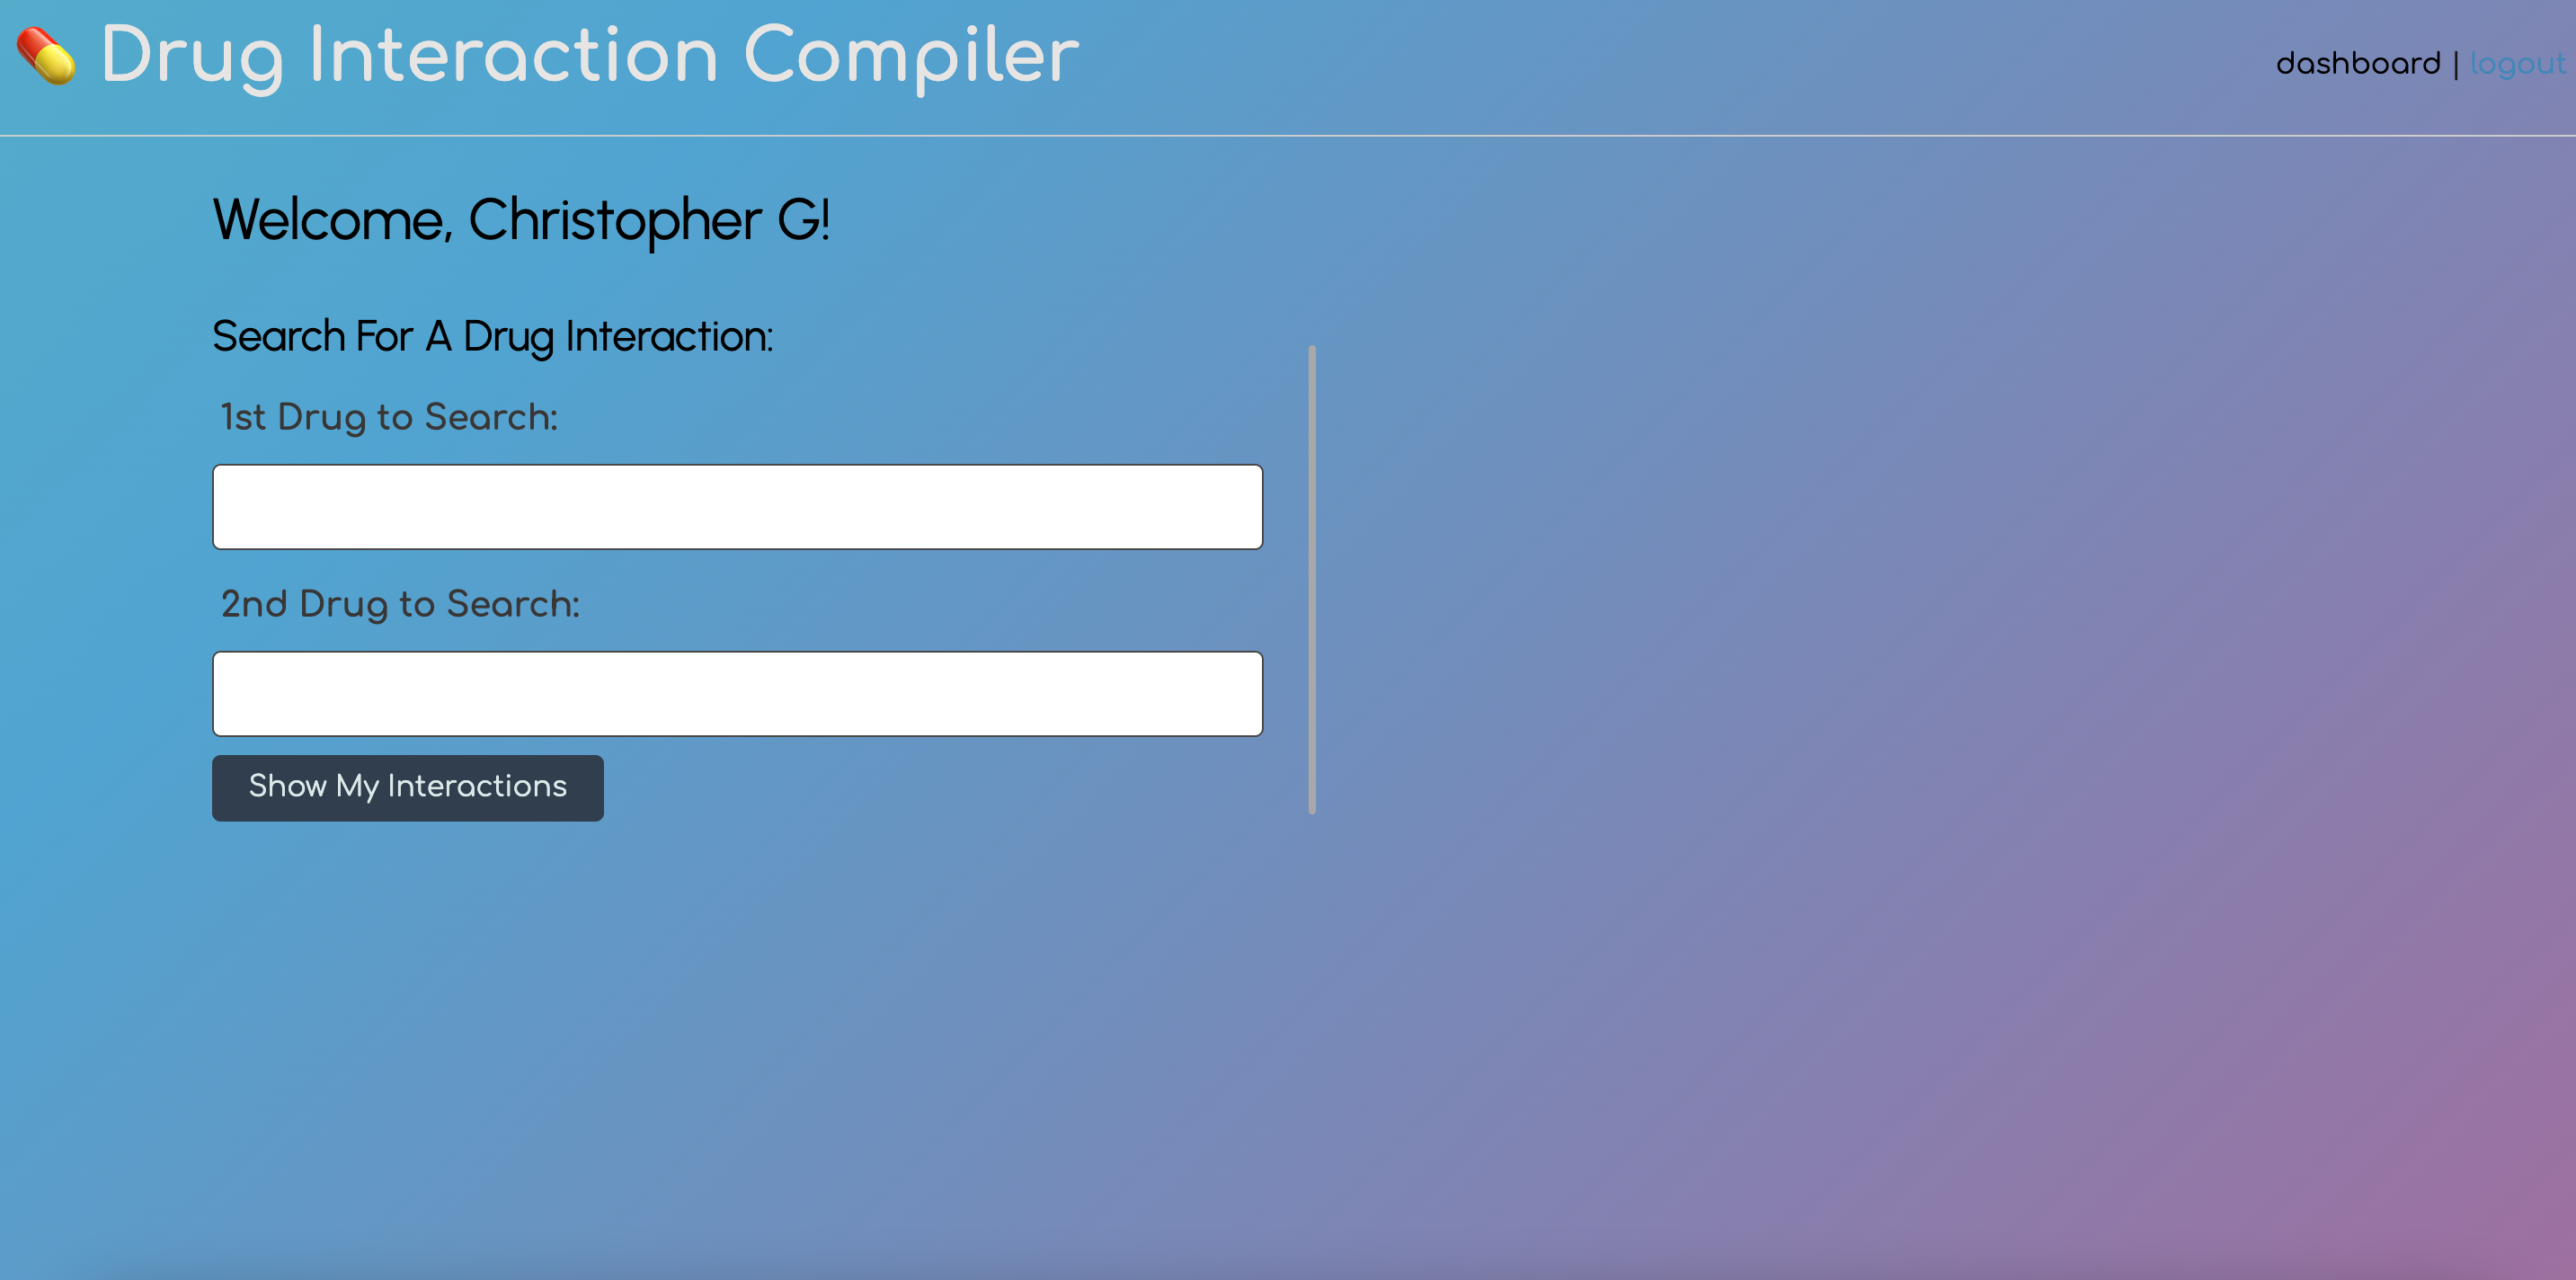 Drug Interaction Compiler
dashboard | logout
Welcome, Christopher G!
Search For A Drug Interaction:
1st Drug to Search:
2nd Drug to Search:
Show My Interactions